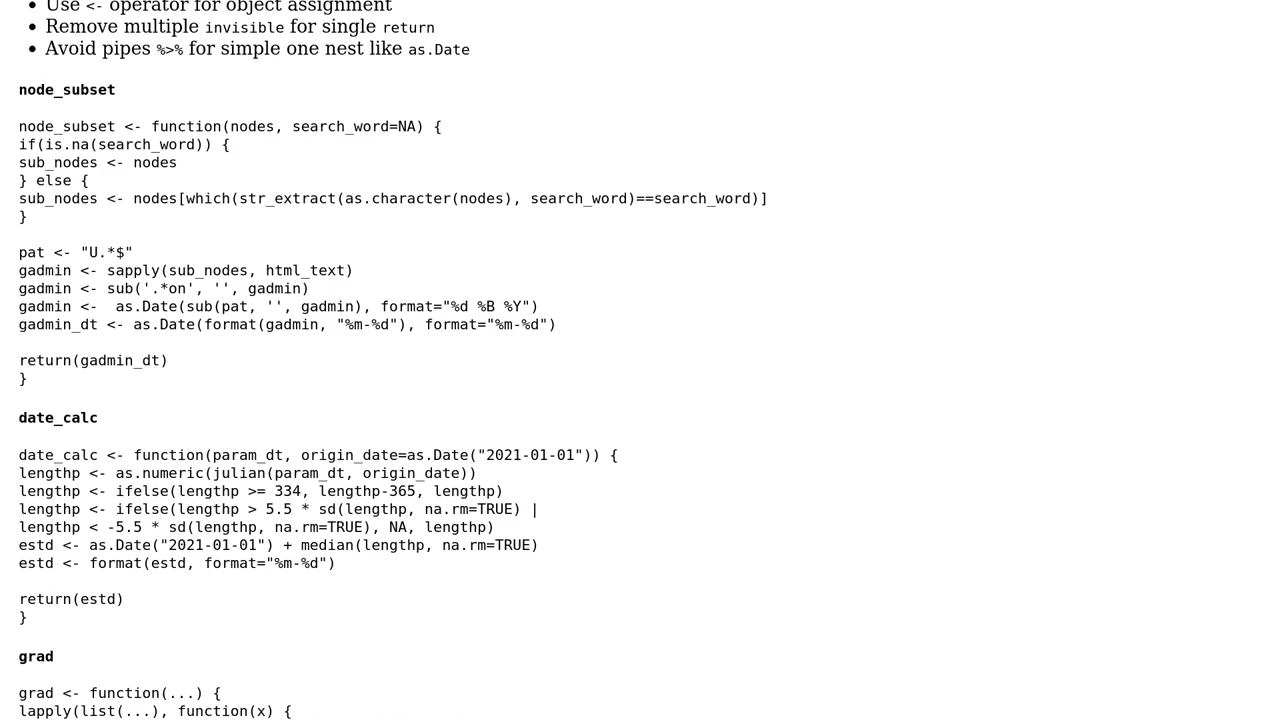 Use <- operator for object assignment
Remove multiple invisible for single return
Avoid pipes %>% for simple one nest like as.Date
node_subset
node_subset <- function(nodes, search_word=NA) {
if(is.na(search_word)) {
sub_nodes <- nodes
} else {
sub_nodes <- nodes[which(str_extract(as.character(nodes), search_word)==search_word)]
}
pat <- "U.*$"
gadmin <- sapply(sub_nodes, html_text)
gadmin <- sub('.*on', '', gadmin)
gadmin <-  as.Date(sub(pat, '', gadmin), format="%d %B %Y")
gadmin_dt <- as.Date(format(gadmin, "%m-%d"), format="%m-%d")
return(gadmin_dt)
}
date_calc
date_calc <- function(param_dt, origin_date=as.Date("2021-01-01")) {
lengthp <- as.numeric(julian(param_dt, origin_date))
lengthp <- ifelse(lengthp >= 334, lengthp-365, lengthp)
lengthp <- ifelse(lengthp > 5.5 * sd(lengthp, na.rm=TRUE) |
lengthp < -5.5 * sd(lengthp, na.rm=TRUE), NA, lengthp)
estd <- as.Date("2021-01-01") + median(lengthp, na.rm=TRUE)
estd <- format(estd, format="%m-%d")
return(estd)
}
grad
grad <- function(...) {
lapply(list(...), function(x) {